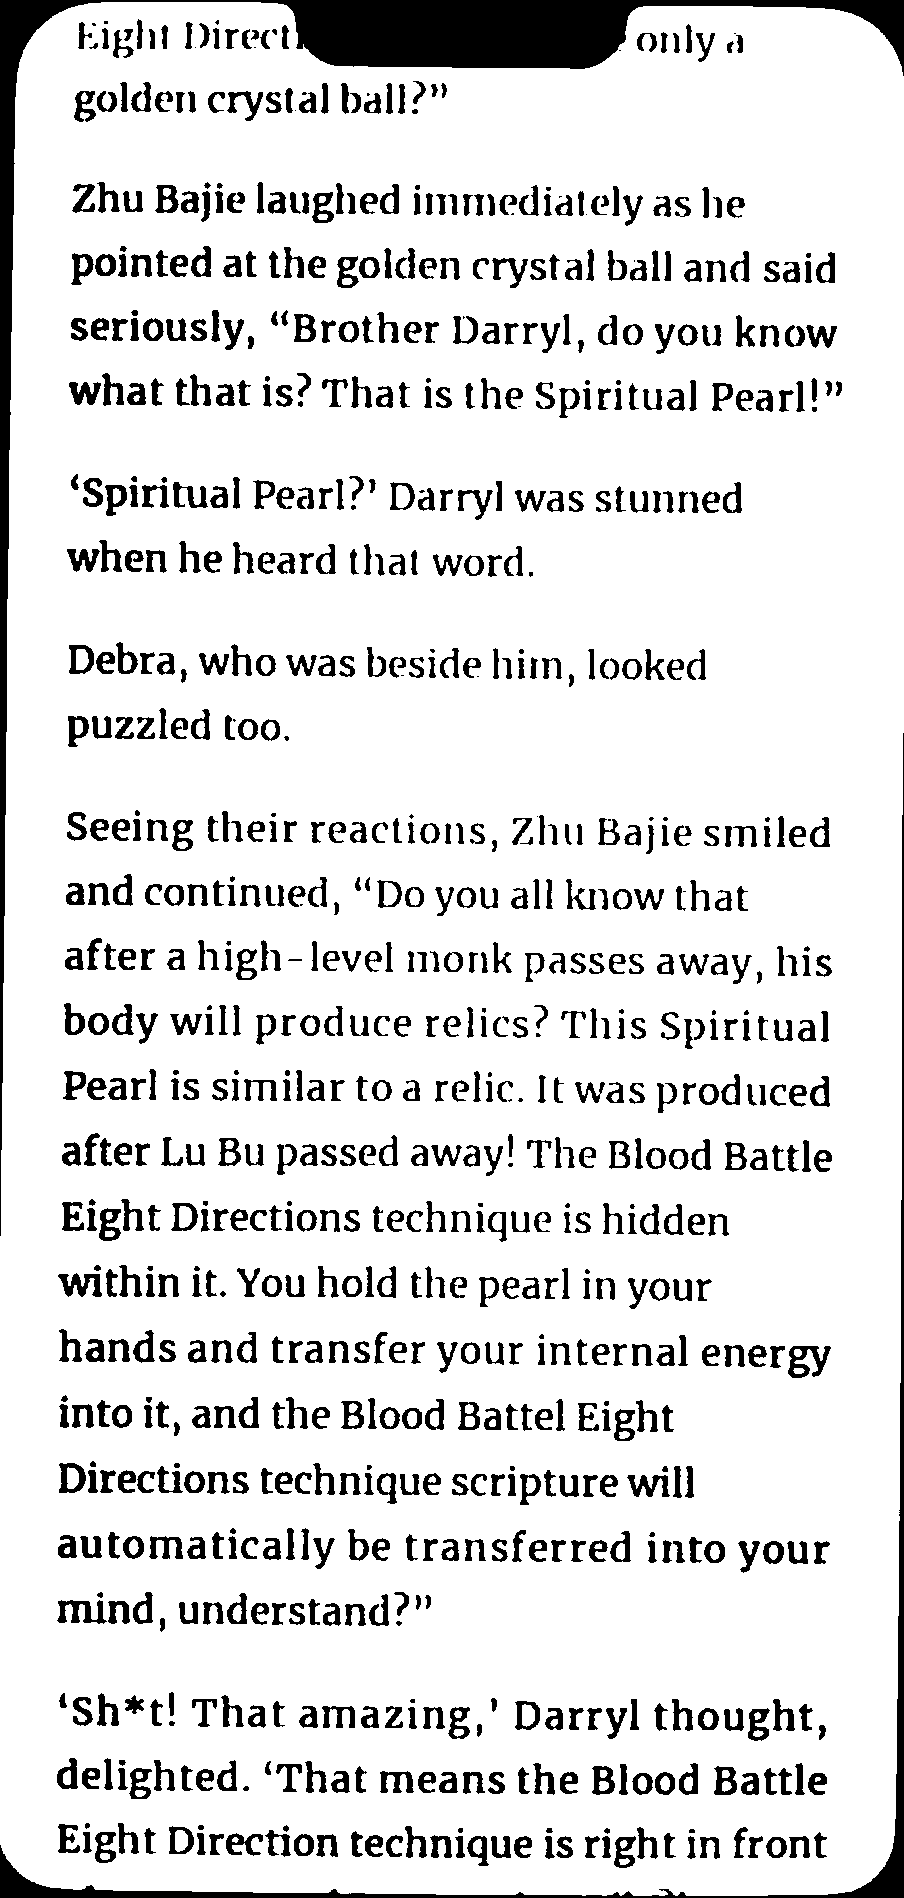 Eight only a
golden crystal ball?”
Zhu Bajie laughed immediately as he
pointed at the golden crystal ball and said
seriously, “Brother Darryl, do you know
what that is? That is the Spiritual Pearl!”
‘Spiritual Pearl?’ Darryl was stunned
when he heard that word.
Debra, who was beside him, looked
puzzled too.
Seeing their reactions, Zhu Bajie smiled
and continued, “Do you all know that
after a high-level monk passes away, his
body will produce relics? This Spiritual
Pearl is similar to a relic. It was produced
after Lu Bu passed away! The Blood Battle
Eight Directions technique is hidden
within it. You hold the pearl in your
hands and transfer your internal energy
into it, and the Blood Battel Eight
Directions technique scripture will
automatically be transferred into your
mind, understand?”
‘Sh*t! That amazing,’ Darryl thought,
delighted. ‘That means the Blood Battle
Eight Direction technique is right in front